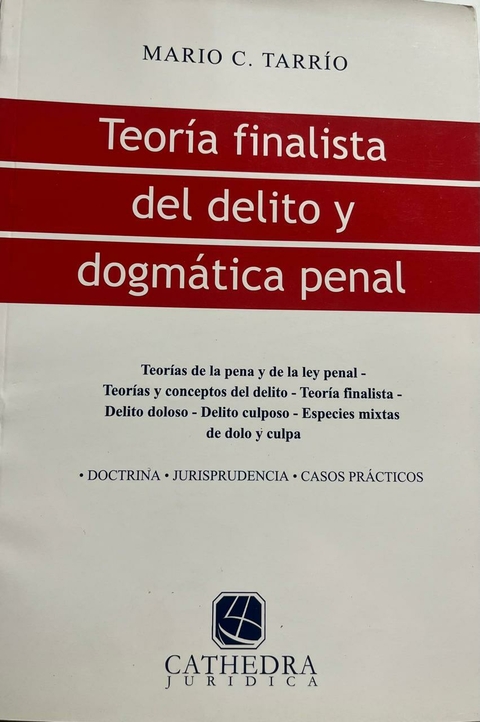 MARIO C. TARRÍO
Teoría finalista
del delito y
dogmática penal
Teorías de la pena y de la ley penal -
Teorías y conceptos del delito - Teoría finalista -
Delito doloso - Delito culposo - Especies mixtas
de dolo y culpa
• DOCTRINA • JURISPRUDENCIA • CASOS PRÁCTICOS
CATHEDRA
JURIDICA